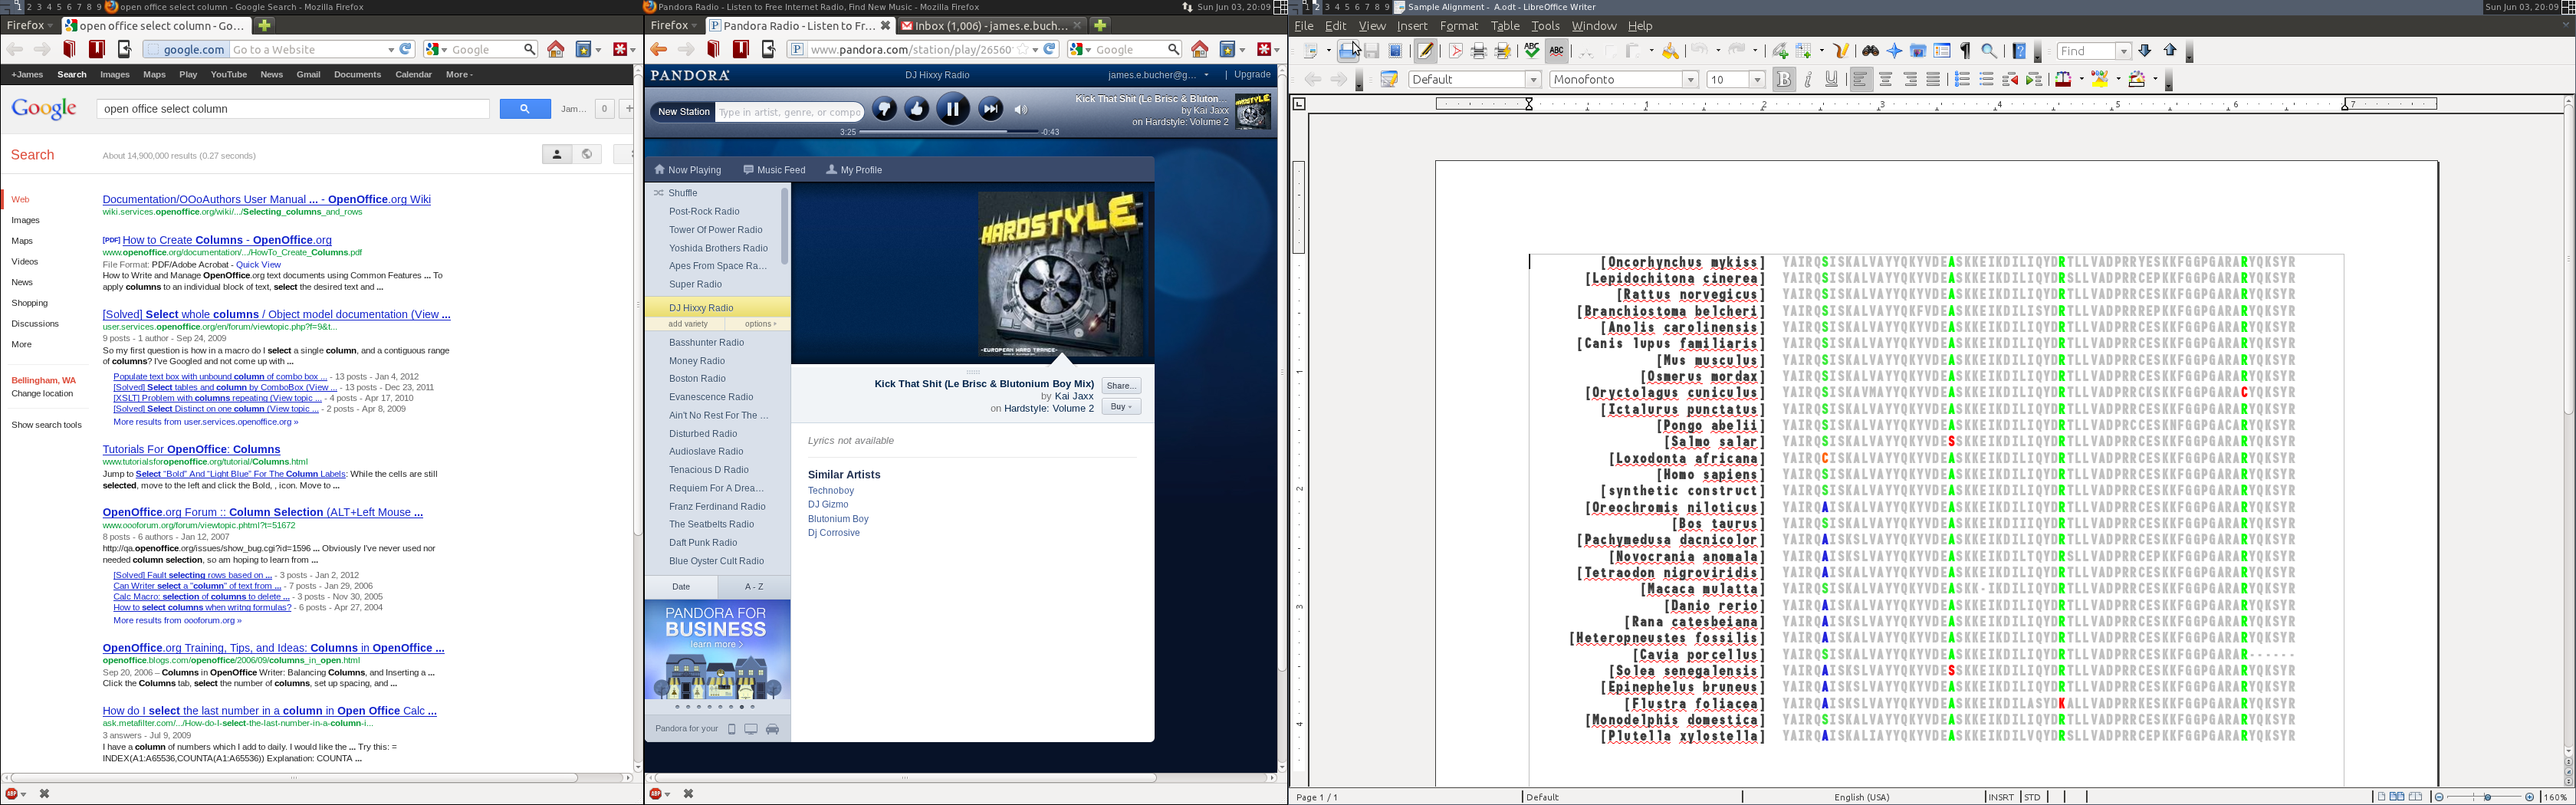 2 3 4 5 6 7 8 9 open office select column - Google Search - Mozilla Firefox
Firefox
open office select column - Go...
google.com Go to a Website
Google
+James Search Images Maps Play YouTube News Gmail Documents Calendar More
Google
open office select column
Jam... 0 +
Search
About 14,900,000 results (0.27 seconds)
Web
Images
Maps
Videos
News
Shopping
Discussions
More
Bellingham, WA
Change location
Show search tools
Documentation/OOoAuthors User Manual ... - OpenOffice.org Wiki
wiki.services.openoffice.org/wiki/.../Selecting_columns_and_rows
[PDF] How to Create Columns - OpenOffice.org
www.openoffice.org/documentation/.../HowTo_Create_Columns.pdf
File Format: PDF/Adobe Acrobat - Quick View
How to Write and Manage OpenOffice.org text documents using Common Features ... To
apply columns to an individual block of text, select the desired text and ...
[Solved] Select whole columns / Object model documentation (View ...
user.services.openoffice.org/en/forum/viewtopic.php?f=9&t...
9 posts - 1 author - Sep 24, 2009
So my first question is how in a macro do I select a single column, and a contiguous range
of columns? I've Googled and not come up with ...
Populate text box with unbound column of combo box ... - 13 posts - Jan 4, 2012
[Solved] Select tables and column by ComboBox (View ... - 13 posts - Dec 23, 2011
[XSLT] Problem with columns repeating (View topic ... - 4 posts - Apr 17, 2010
[Solved] Select Distinct on one column (View topic ... - 2 posts - Apr 8, 2009
More results from user.services.openoffice.org »
Tutorials For OpenOffice: Columns
www.tutorialsforopenoffice.org/tutorial/Columns.html
Jump to Select "Bold" And "Light Blue" For The Column Labels: While the cells are still
selected, move to the left and click the Bold, , icon. Move to ...
OpenOffice.org Forum :: Column Selection (ALT+Left Mouse ...
www.oooforum.org/forum/viewtopic.phtml?t=51672
8 posts - 6 authors - Jan 12, 2007
http://qa.openoffice.org/issues/show_bug.cgi?id=1596 ... Obviously I've never used nor
needed column selection, so am hoping to learn from ...
[Solved] Fault selecting rows based on ... - 3 posts - Jan 2, 2012
Can Writer select a "column" of text from ... - 7 posts - Jan 29, 2006
Calc Macro: selection of columns to delete ... - 3 posts - Nov 30, 2005
How to select columns when writng formulas? - 6 posts - Apr 27, 2004
More results from oooforum.org »
OpenOffice.org Training, Tips, and Ideas: Columns in OpenOffice ...
openoffice.blogs.com/openoffice/2006/09/columns_in_open.html
Sep 20, 2006 – Columns in OpenOffice Writer: Balancing Columns, and Inserting a ...
Click the Columns tab, select the number of columns, set up spacing, and ...
How do I select the last number in a column in Open Office Calc ...
ask.metafilter.com/.../How-do-I-select-the-last-number-in-a-column-i...
3 answers - Jul 9, 2009
I have a column of numbers which I add to daily. I would like the ... Try this: =
INDEX(A1:A65536,COUNTA(A1:A65536)) Explanation: COUNTA ...
ABP
Pandora Radio - Listen to Free Internet Radio, Find New Music - Mozilla Firefox
Sun Jun 03, 20:09
Firefox
Pandora Radio - Listen to Fr...
Inbox (1,006) - james.e.buch...
www.pandora.com/station/play/26560
Google
PANDORA
DJ Hixxy Radio
james.e.bucher@g...
Upgrade
New Station
Type in artist, genre, or compo
3:25
-0:43
Kick That Shit (Le Brisc & Bluton...
by Kai Jaxx
on Hardstyle: Volume 2
Now Playing
Music Feed
My Profile
Shuffle
Post-Rock Radio
Tower Of Power Radio
Yoshida Brothers Radio
Apes From Space Ra...
Super Radio
DJ Hixxy Radio
add variety
options
Basshunter Radio
Money Radio
Boston Radio
Evanescence Radio
Ain't No Rest For The ...
Disturbed Radio
Audioslave Radio
Tenacious D Radio
Requiem For A Drea...
Franz Ferdinand Radio
The Seatbelts Radio
Daft Punk Radio
Blue Oyster Cult Radio
Date
A - Z
PANDORA FOR
BUSINESS
learn more >
Pandora for your
HARDSTYLE
-EUROPEAN HARD TRANCE-
Kick That Shit (Le Brisc & Blutonium Boy Mix)
by Kai Jaxx
on Hardstyle: Volume 2
Share...
Buy
Lyrics not available
Similar Artists
Technoboy
DJ Gizmo
Blutonium Boy
Dj Corrosive
ABP
2 3 4 5 6 7 8 9 Sample Alignment - A.odt - LibreOffice Writer
Sun Jun 03, 20:09
File Edit View Insert Format Table Tools Window Help
Find
Default
Monofonto
10
1 2 3 4 5 6 7
[Oncorhynchus mykiss]
[Lepidochitona cinerea]
[Rattus norvegicus]
[Branchiostoma belcheri]
[Anolis carolinensis]
[Canis lupus familiaris]
[Mus musculus]
[Osmerus mordax]
[Oryctolagus cuniculus]
[Ictalurus punctatus]
[Pongo abelii]
[Salmo salar]
[Loxodonta africana]
[Homo sapiens]
[synthetic construct]
[Oreochromis niloticus]
[Bos taurus]
[Pachymedusa dacnicolor]
[Novocrania anomala]
[Tetraodon nigroviridis]
[Macaca mulatta]
[Danio rerio]
[Rana catesbeiana]
[Heteropneustes fossilis]
[Cavia porcellus]
[Solea senegalensis]
[Epinephelus bruneus]
[Flustra foliacea]
[Monodelphis domestica]
[Plutella xylostella]
Page 1 / 1
Default
English (USA)
INSRT
STD
160%